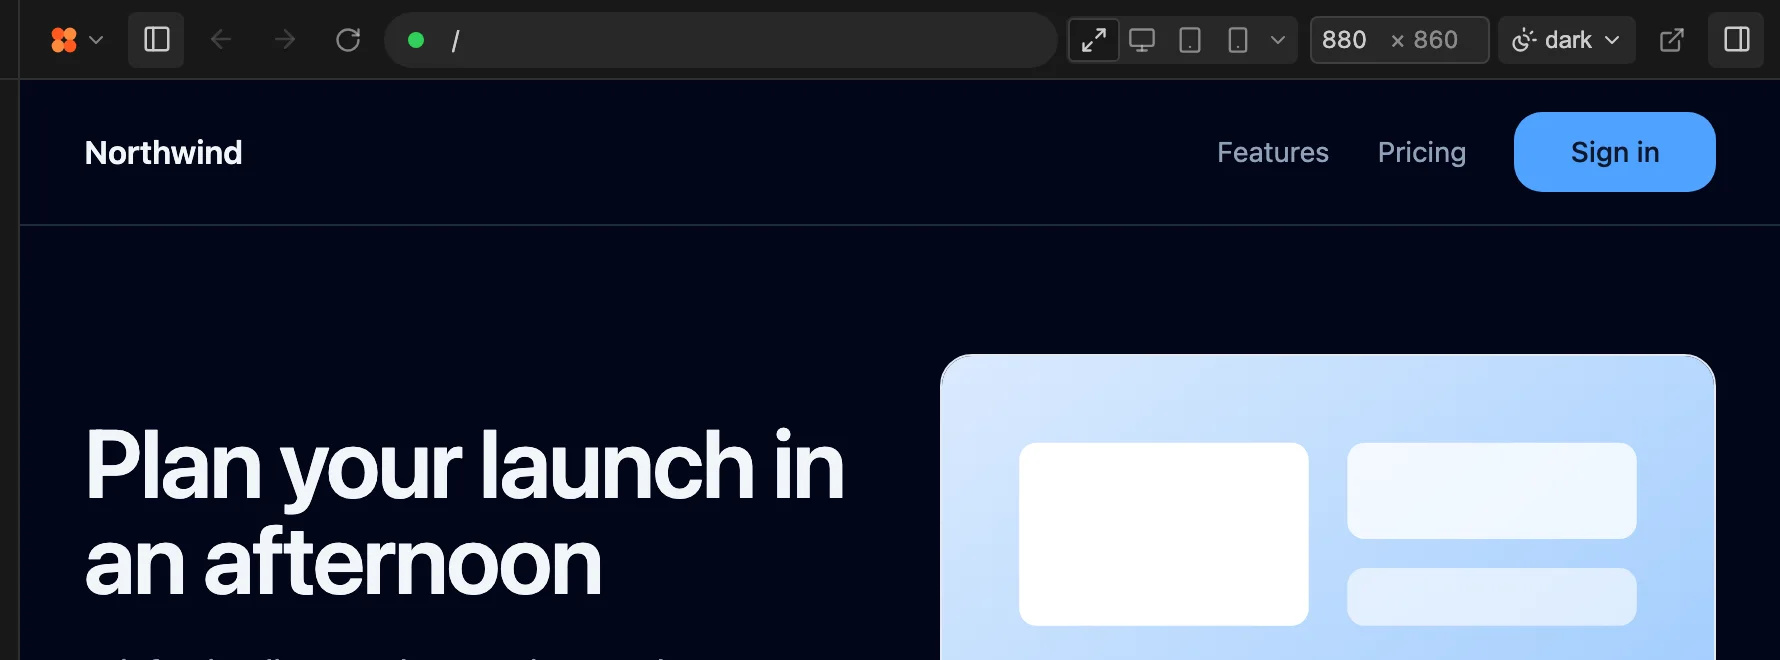 /
880 × 860
dark
Northwind
Features
Pricing
Sign in
Plan your launch in
an afternoon